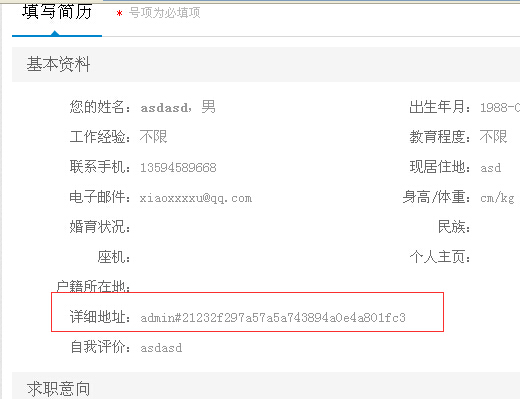 填写简历 * 号项为必填项
基本资料
您的姓名： asdasd，男 出生年月： 1988-0
工作经验： 不限 教育程度： 不限
联系手机： 13594589668 现居住地： asd
电子邮件： xiaoxxxxu@qq.com 身高/体重： cm/kg
婚育状况： 民族：
座机： 个人主页：
户籍所在地：
详细地址： admin#21232f297a57a5a743894a0e4a801fc3
自我评价： asdasd
求职意向